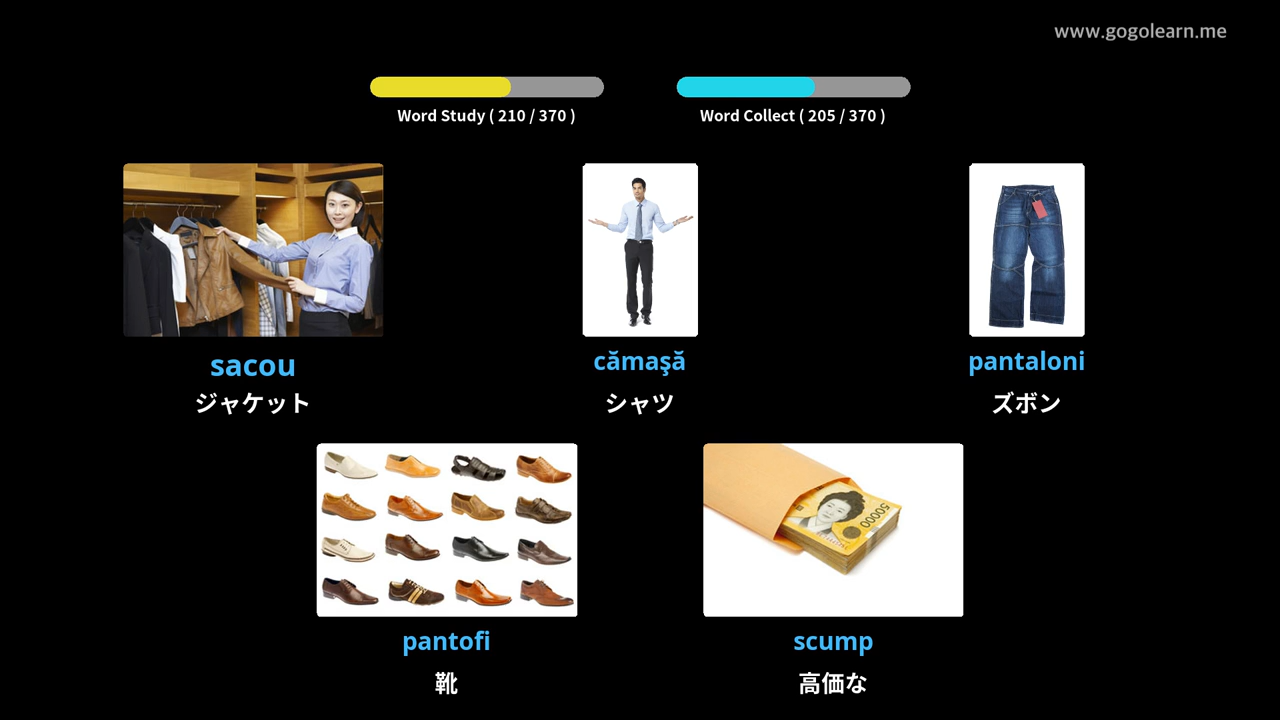 www.gogolearn.me
Word Study ( 210 / 370 )
Word Collect ( 205 / 370 )
sacou
cămaşă
pantaloni
ジャケット
シャツ
ズボン
50000
pantofi
scump
靴
高価な